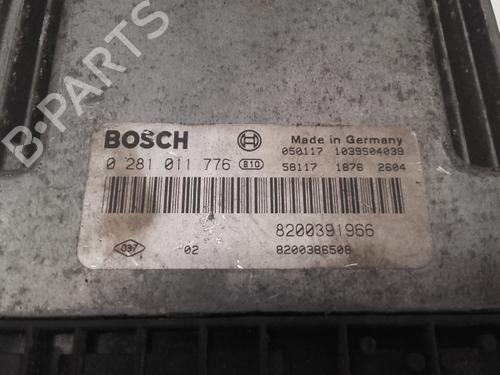 BOSCH Made in Germany
050117 1039S04039
0 281 011 776 810 58117 1876 2604
8200391966
037 02 8200386508
B-PARTS